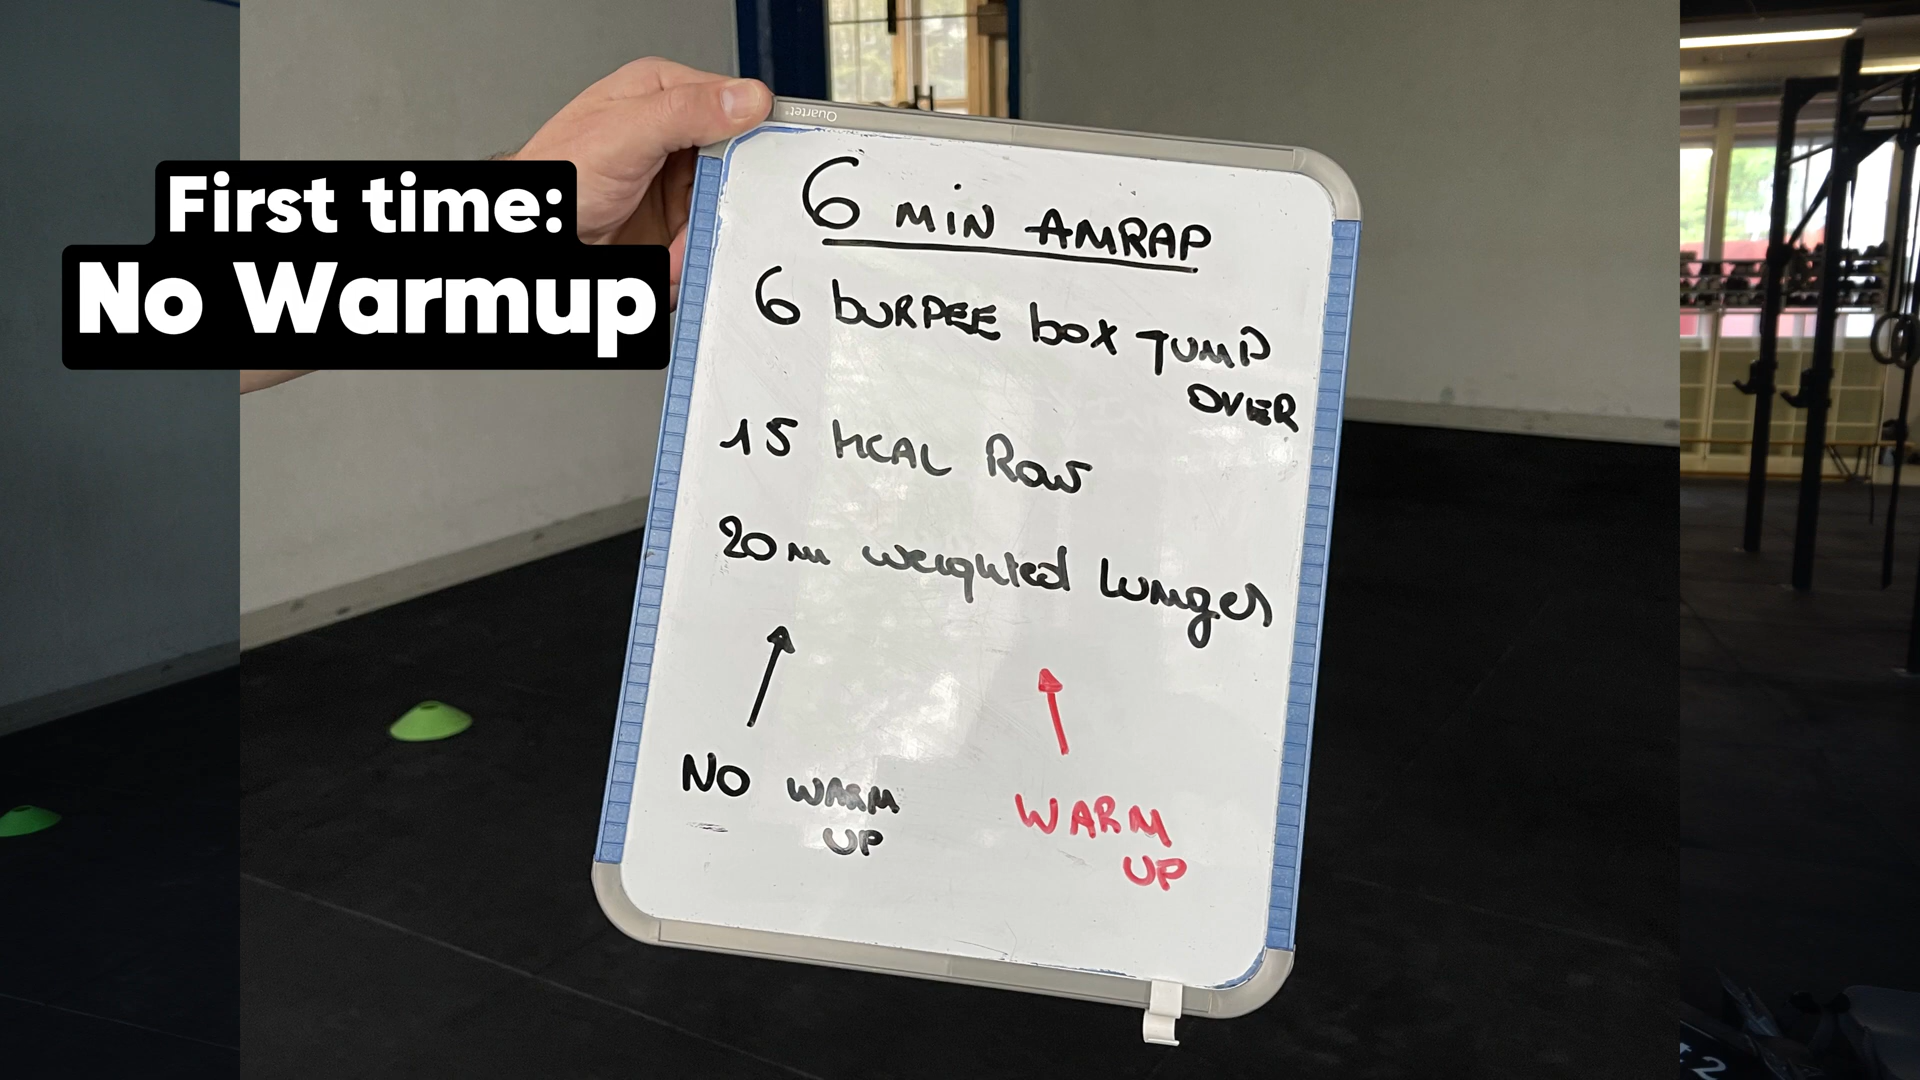 First time:
No Warmup
Quartet
6 MIN AMRAP
6 BURPEE BOX JUMP
OVER
15 KCAL ROW
20m weighted lunges
NO WARM
UP
WARM
UP
2